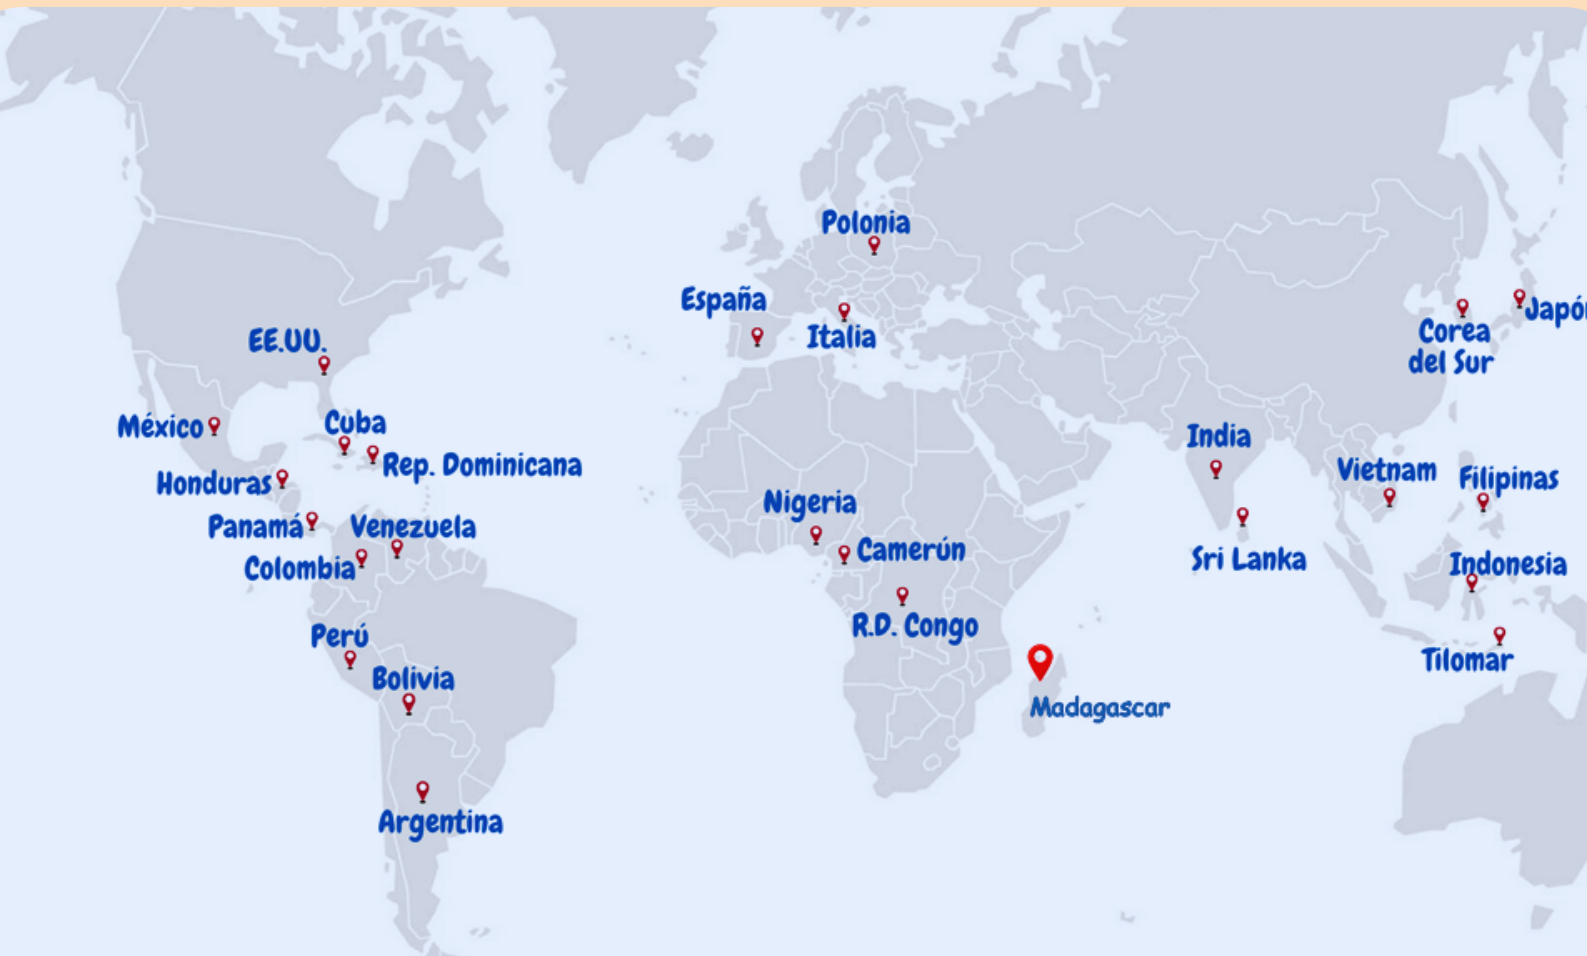 Polonia
España
Italia
EE.UU.
México
Cuba
Rep. Dominicana
Honduras
Panamá
Venezuela
Colombia
Perú
Bolivia
Argentina
Nigeria
Camerún
R.D. Congo
Madagascar
India
Sri Lanka
Vietnam
Filipinas
Indonesia
Tilomar
Corea
del Sur
Japón